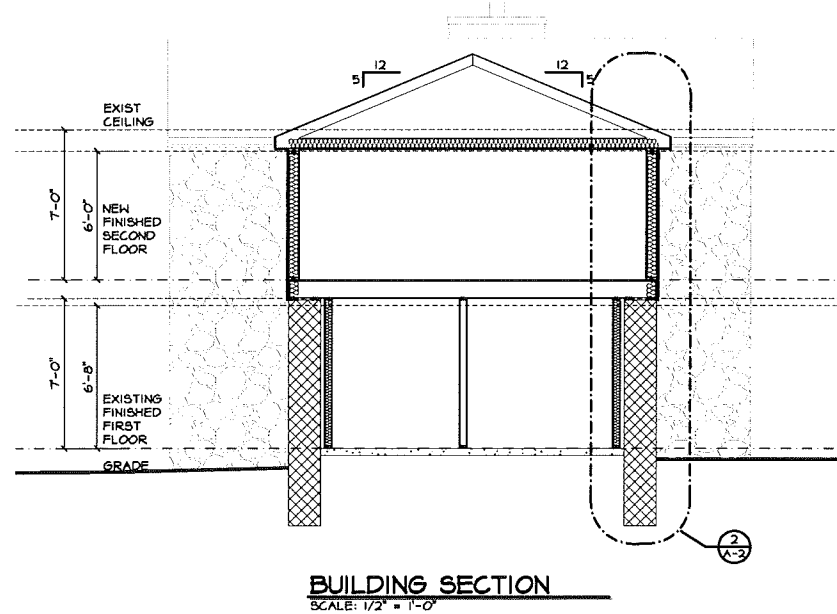 12
5
12
5
EXIST
CEILING
7'-0"
6'-0"
NEW
FINISHED
SECOND
FLOOR
7'-0"
6'-8"
EXISTING
FINISHED
FIRST
FLOOR
GRADE
2
A-2
BUILDING SECTION
SCALE: 1/2" = 1'-0"